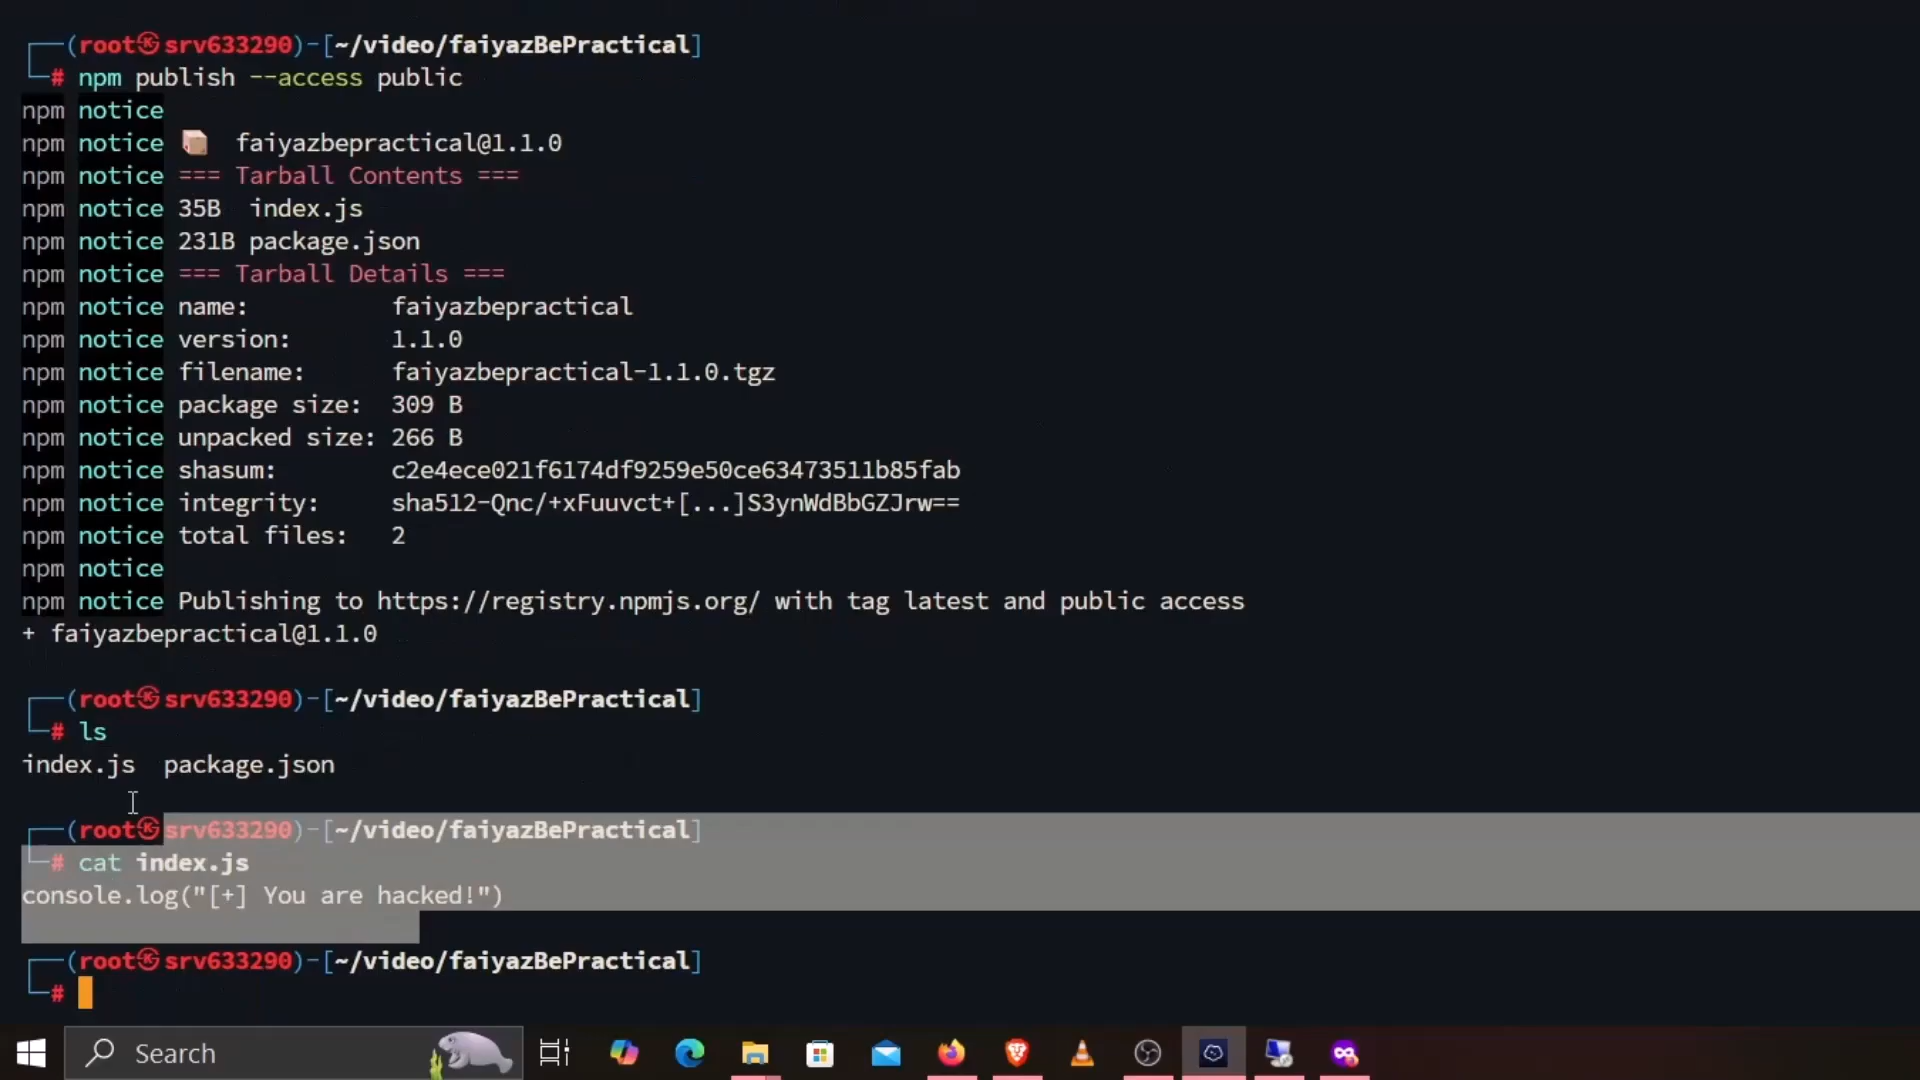 (root㉿srv633290)-[~/video/faiyazBePractical]
# npm publish --access public
npm notice
npm notice 📦  faiyazbepractical@1.1.0
npm notice === Tarball Contents ===
npm notice 35B  index.js
npm notice 231B package.json
npm notice === Tarball Details ===
npm notice name:          faiyazbepractical
npm notice version:       1.1.0
npm notice filename:      faiyazbepractical-1.1.0.tgz
npm notice package size:  309 B
npm notice unpacked size: 266 B
npm notice shasum:        c2e4ece021f6174df9259e50ce63473511b85fab
npm notice integrity:     sha512-Qnc/+xFuuvct+[...]S3ynWdBbGZJrw==
npm notice total files:   2
npm notice
npm notice Publishing to https://registry.npmjs.org/ with tag latest and public access
+ faiyazbepractical@1.1.0
(root㉿srv633290)-[~/video/faiyazBePractical]
# ls
index.js  package.json
(root㉿srv633290)-[~/video/faiyazBePractical]
# cat index.js
console.log("[+] You are hacked!")
(root㉿srv633290)-[~/video/faiyazBePractical]
#
Search